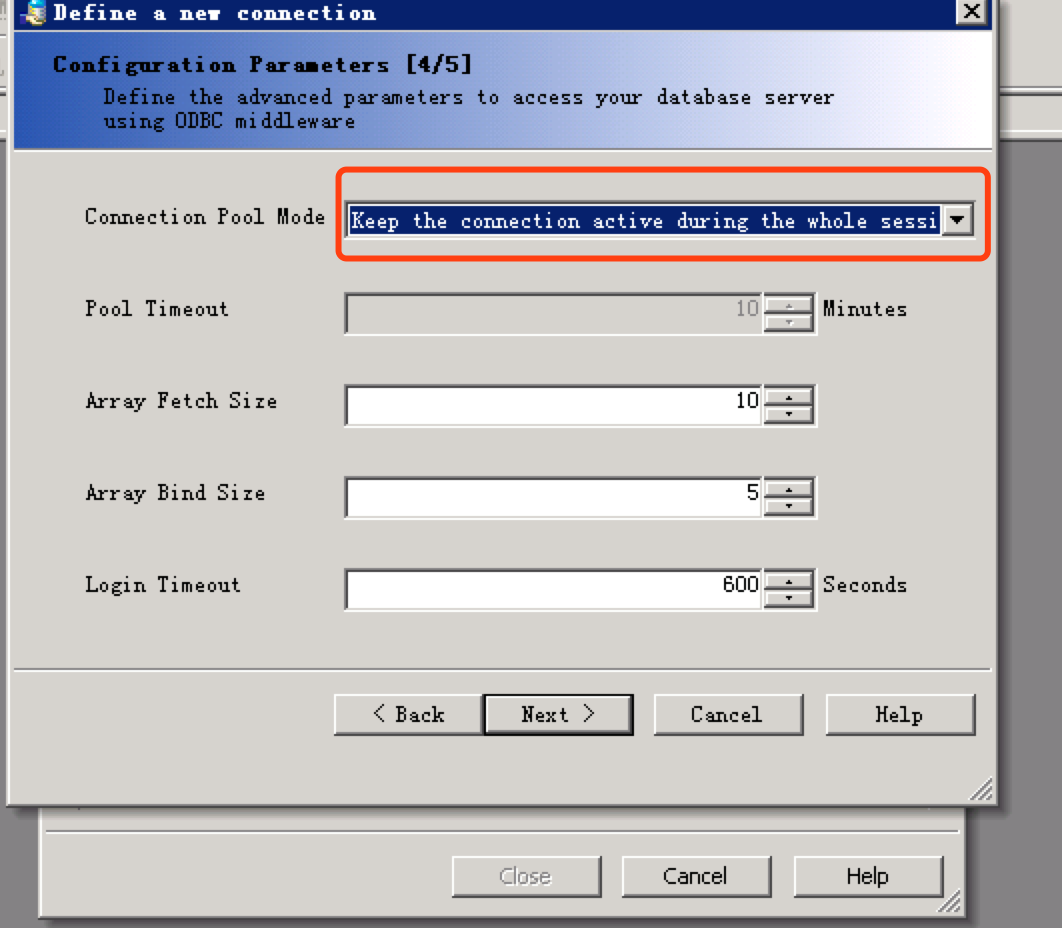 Define a new connection
Configuration Parameters [4/5]
Define the advanced parameters to access your database server
using ODBC middleware
Connection Pool Mode
Keep the connection active during the whole sessi
Pool Timeout
10
Minutes
Array Fetch Size
10
Array Bind Size
5
Login Timeout
600
Seconds
< Back
Next >
Cancel
Help
Close
Cancel
Help